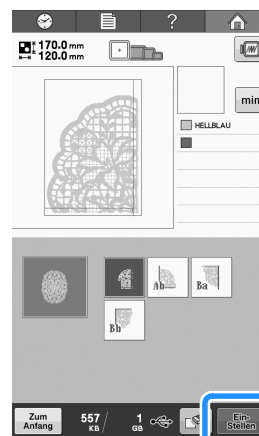 ?
170.0 mm
120.0 mm
min
HELLBLAU
Ab
Ba
Bb
Zum
Anfang
557
KB
/
1
GB
Ein-
Stellen